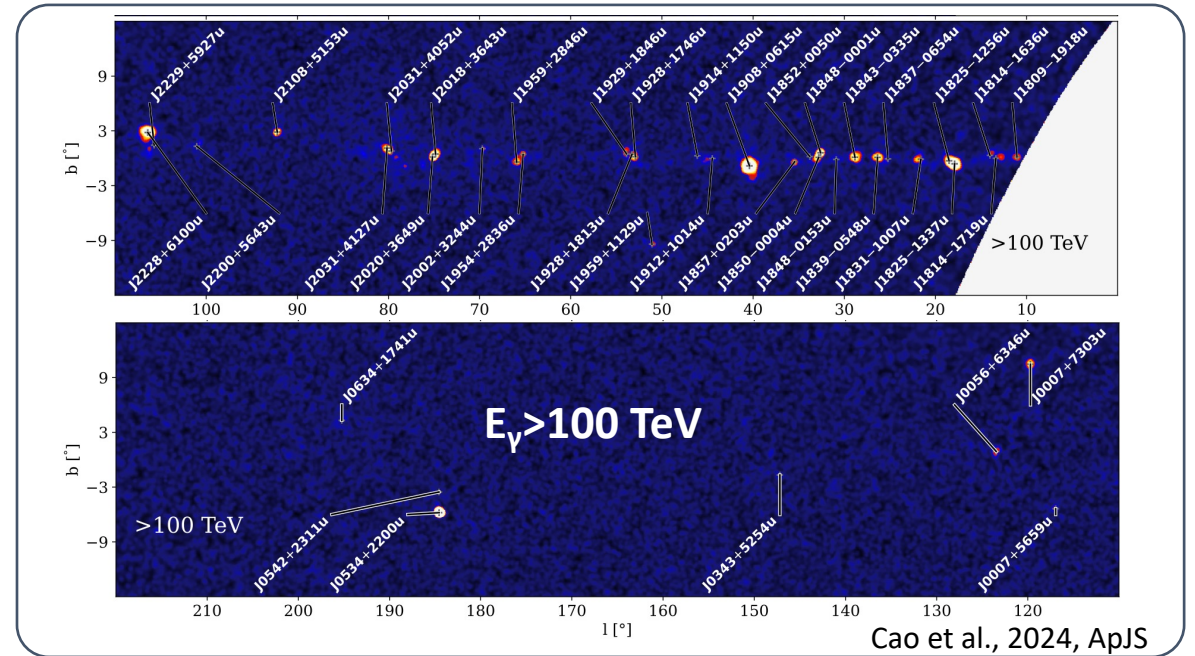 J2229+5927u
J2108+5153u
J2031+4052u
J2018+3643u
J1959+2846u
J1929+1846u
J1928+1746u
J1914+1150u
J1908+0615u
J1852+0050u
J1848−0001u
J1843−0335u
J1837−0654u
J1825−1256u
J1814−1636u
J1809−1918u
9
3
−3
−9
b [°]
J2228+6100u
J2200+5643u
J2031+4127u
J2020+3649u
J2002+3244u
J1954+2836u
J1928+1813u
J1959+1129u
J1912+1014u
J1857+0203u
J1850−0004u
J1848−0153u
J1839−0548u
J1831−1007u
J1825−1337u
J1814−1719u
>100 TeV
100 90 80 70 60 50 40 30 20 10
J0634+1741u
J0056+6346u
J0007+7303u
Eγ>100 TeV
9
3
−3
−9
b [°]
>100 TeV
J0542+2311u
J0534+2200u
J0343+5254u
J0007+5659u
210 200 190 180 170 160 150 140 130 120
l [°]
Cao et al., 2024, ApJS